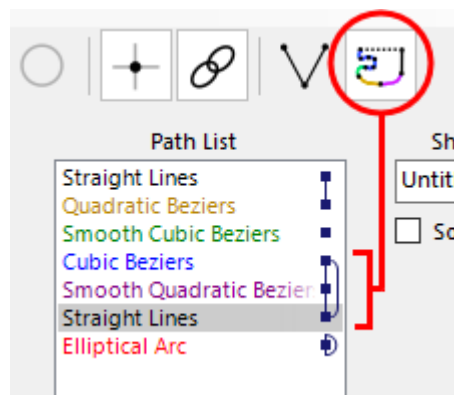 Path List
Sh
Straight Lines
Untit
Quadratic Beziers
Smooth Cubic Beziers
So
Cubic Beziers
Smooth Quadratic Bezier
Straight Lines
Elliptical Arc